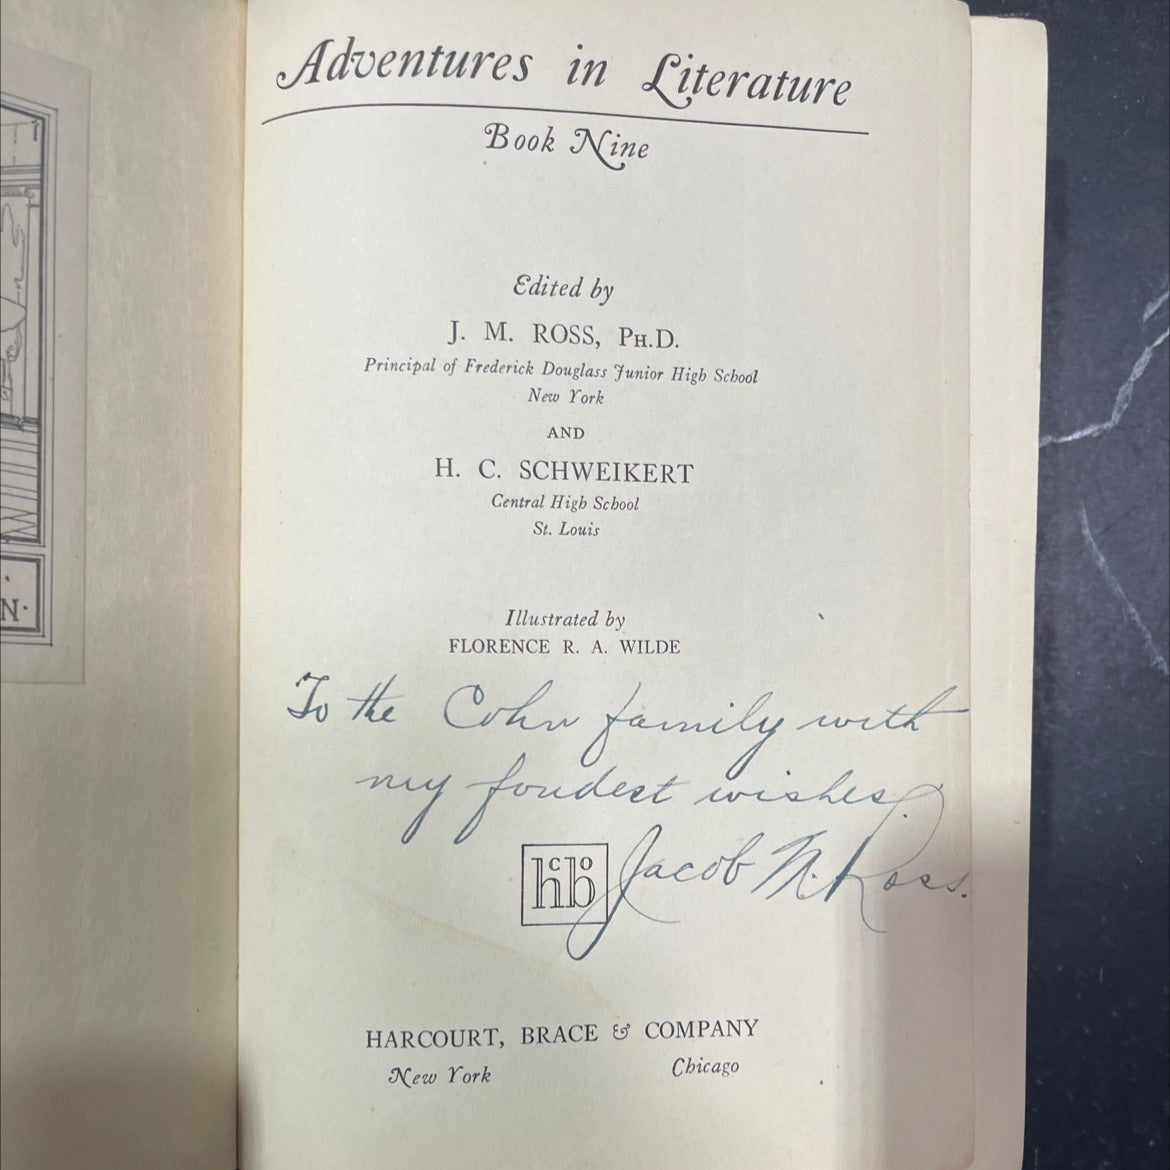 Adventures in Literature
Book Nine
Edited by
J. M. ROSS, PH.D.
Principal of Frederick Douglass Junior High School
New York
AND
H. C. SCHWEIKERT
Central High School
St. Louis
Illustrated by
FLORENCE R. A. WILDE
To the Cohn family with
my fondest wishes.
Jacob M. Ross.
hcbc
HARCOURT, BRACE & COMPANY
New York Chicago
N·